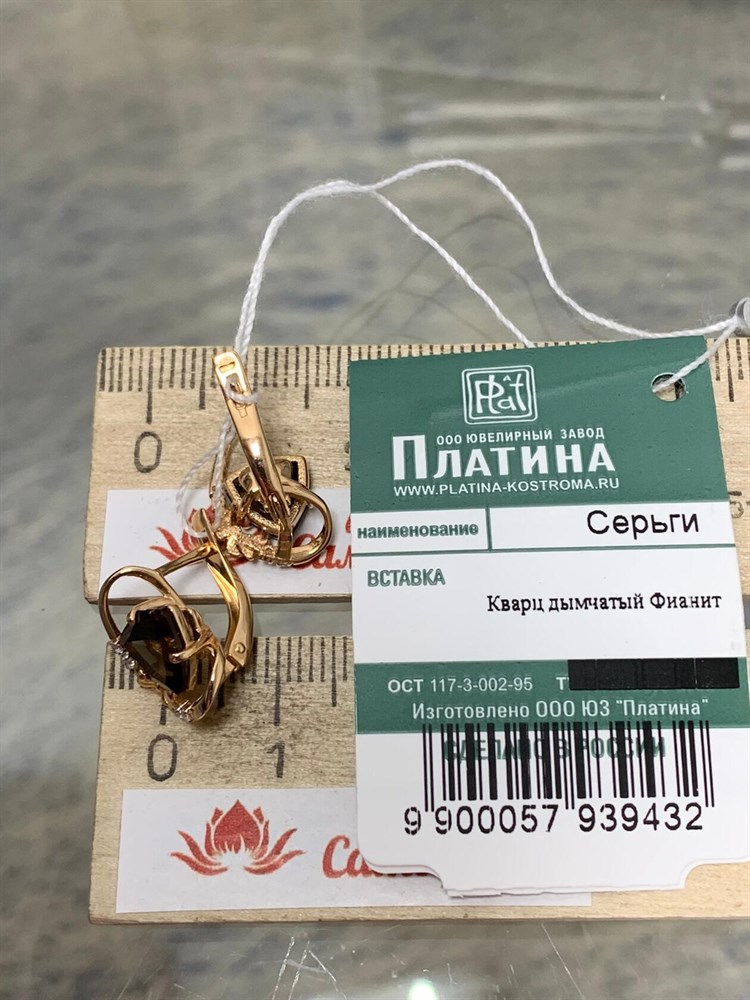 Plat
ООО ЮВЕЛИРНЫЙ ЗАВОД
ПЛАТИНА
WWW.PLATINA-KOSTROMA.RU
наименование Серьги
ВСТАВКА
Кварц дымчатый Фианит
ОСТ 117-3-002-95
Изготовлено ООО ЮЗ "Платина"
СДЕЛАНО В РОССИИ
9 900057 939432
0
0 1